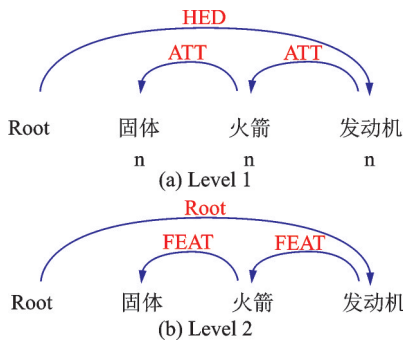 HED
ATT ATT
Root 固体 火箭 发动机
n n n
(a) Level 1
Root
FEAT FEAT
Root 固体 火箭 发动机
(b) Level 2